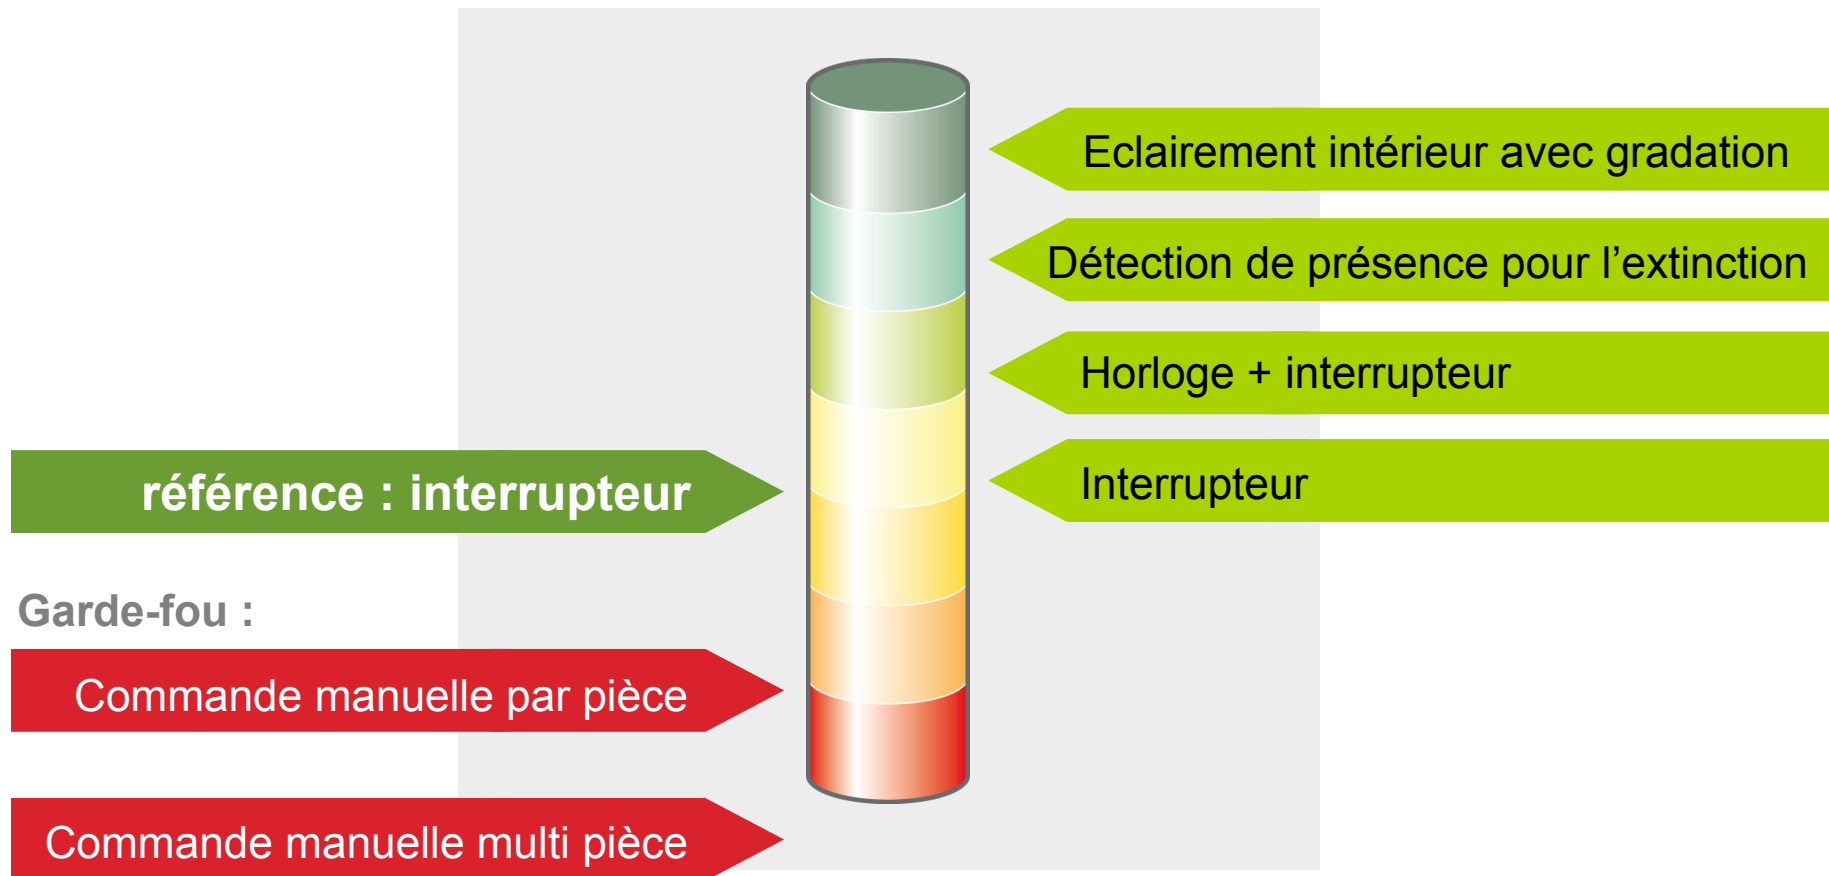 Eclairement intérieur avec gradation
Détection de présence pour l’extinction
Horloge + interrupteur
Interrupteur
référence : interrupteur
Garde-fou :
Commande manuelle par pièce
Commande manuelle multi pièce